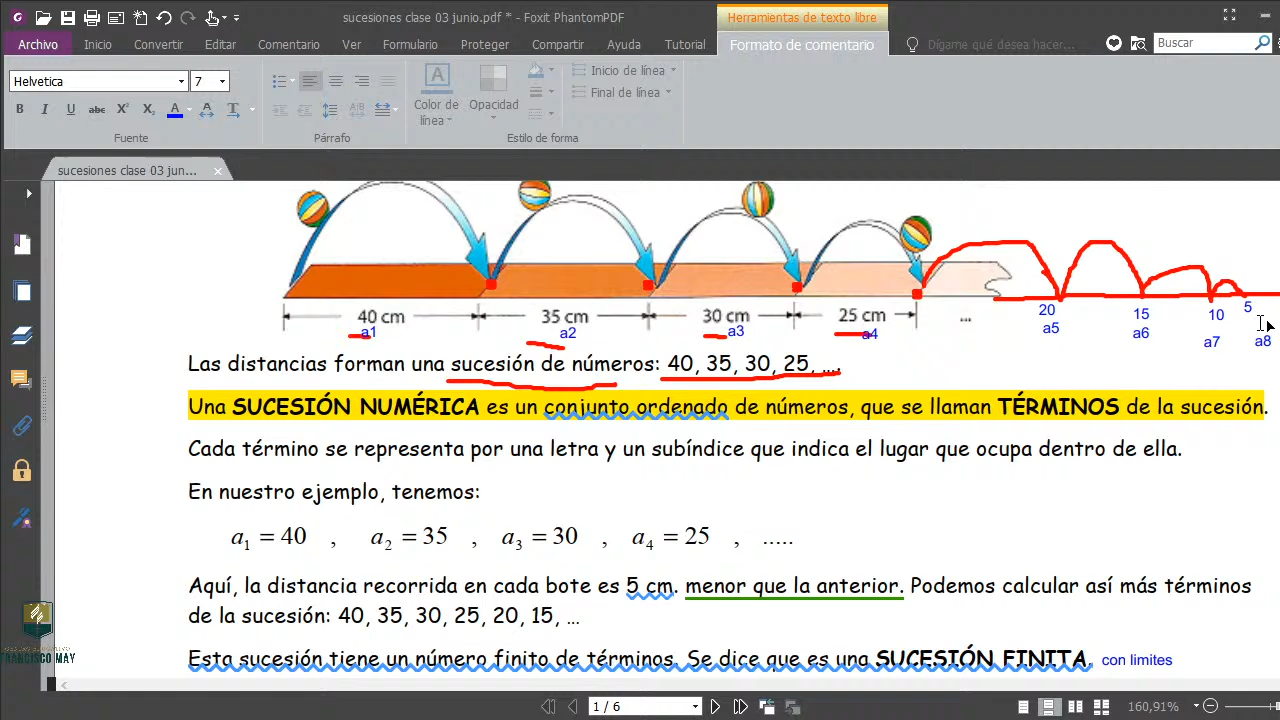 sucesiones clase 03 junio.pdf * - Foxit PhantomPDF
Herramientas de texto libre
Archivo Inicio Convertir Editar Comentario Ver Formulario Proteger Compartir Ayuda Tutorial Formato de comentario Dígame qué desea hacer... Buscar
Helvetica 7 Color de línea Opacidad Inicio de línea
Final de línea
Fuente Párrafo Estilo de forma
sucesiones clase 03 jun... ×
40 cm 35 cm 30 cm 25 cm ... 20 15 10 5
a1 a2 a3 a4 a5 a6 a7 a8
Las distancias forman una sucesión de números: 40, 35, 30, 25, ....
Una SUCESIÓN NUMÉRICA es un conjunto ordenado de números, que se llaman TÉRMINOS de la sucesión.
Cada término se representa por una letra y un subíndice que indica el lugar que ocupa dentro de ella.
En nuestro ejemplo, tenemos:
a₁ = 40 , a₂ = 35 , a₃ = 30 , a₄ = 25 , .....
Aquí, la distancia recorrida en cada bote es 5 cm. menor que la anterior. Podemos calcular así más términos
de la sucesión: 40, 35, 30, 25, 20, 15, ...
Esta sucesión tiene un número finito de términos. Se dice que es una SUCESIÓN FINITA. con limites
FRANCISCO MAY
1 / 6 160,91%